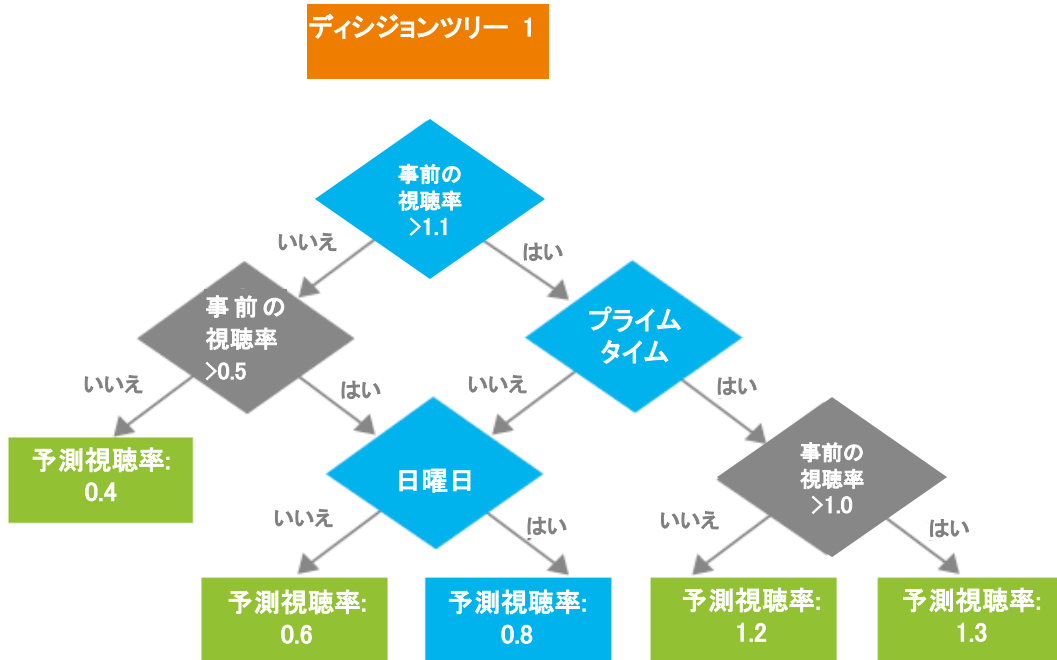 ディシジョンツリー 1
事前の
視聴率
>1.1
いいえ
はい
事前の
視聴率
>0.5
プライム
タイム
いいえ
はい
いいえ
はい
予測視聴率:
0.4
日曜日
事前の
視聴率
>1.0
いいえ
はい
いいえ
はい
予測視聴率:
0.6
予測視聴率:
0.8
予測視聴率:
1.2
予測視聴率:
1.3